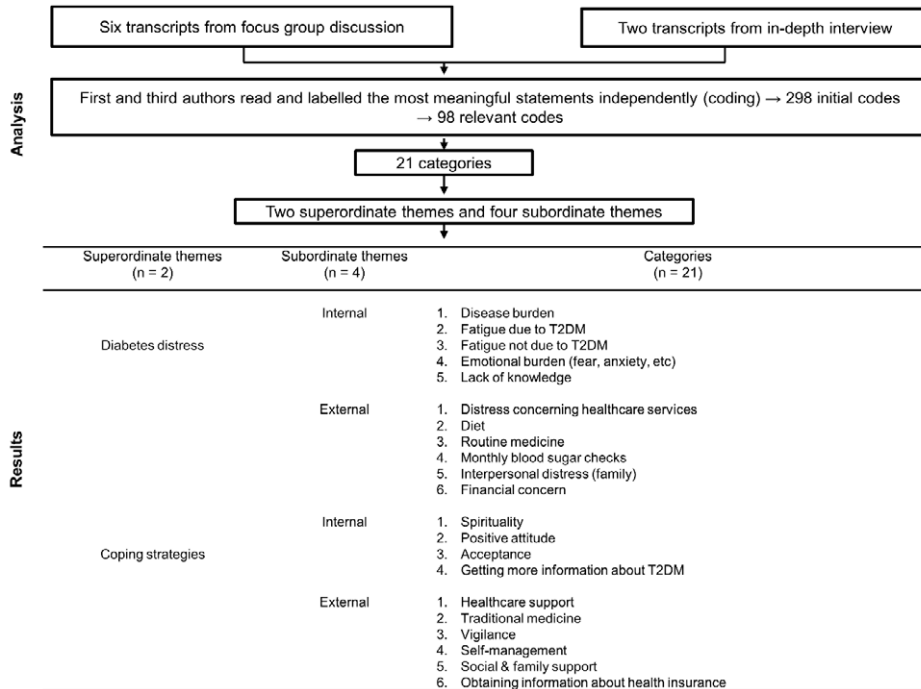 Six transcripts from focus group discussion
Two transcripts from in-depth interview
Analysis
First and third authors read and labelled the most meaningful statements independently (coding) → 298 initial codes
→ 98 relevant codes
21 categories
Two superordinate themes and four subordinate themes
Results
Superordinate themes
(n = 2)
Subordinate themes
(n = 4)
Categories
(n = 21)
Diabetes distress
Internal
1. Disease burden
2. Fatigue due to T2DM
3. Fatigue not due to T2DM
4. Emotional burden (fear, anxiety, etc)
5. Lack of knowledge
External
1. Distress concerning healthcare services
2. Diet
3. Routine medicine
4. Monthly blood sugar checks
5. Interpersonal distress (family)
6. Financial concern
Coping strategies
Internal
1. Spirituality
2. Positive attitude
3. Acceptance
4. Getting more information about T2DM
External
1. Healthcare support
2. Traditional medicine
3. Vigilance
4. Self-management
5. Social & family support
6. Obtaining information about health insurance